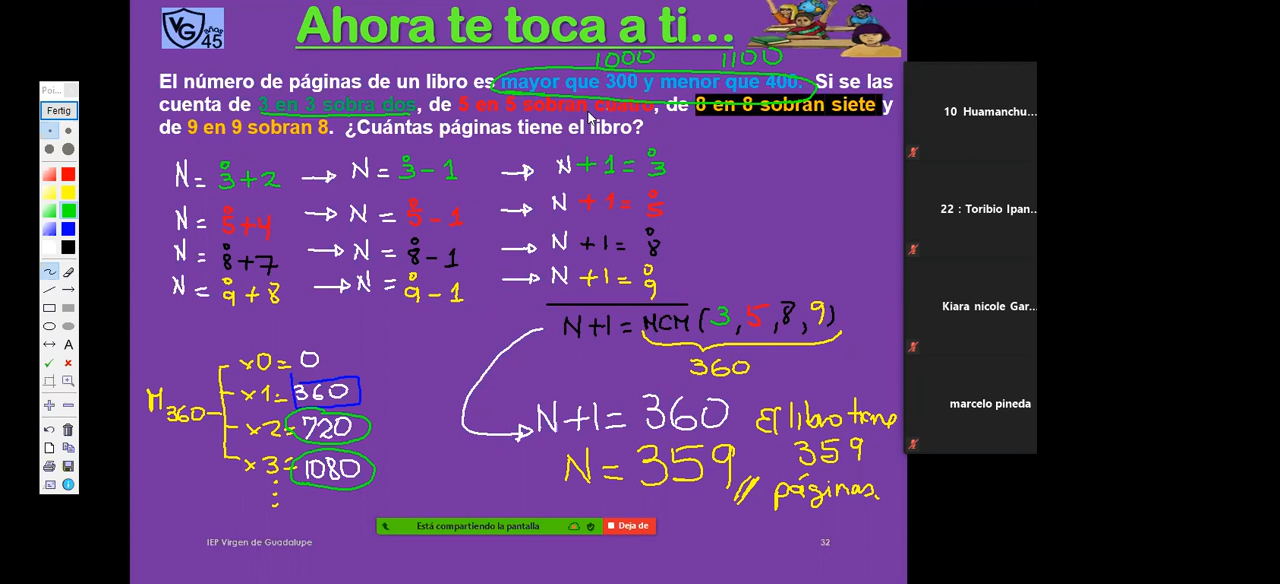 Poi...
Fertig
A
VG
años
45
Ahora te toca a ti...
1000 1100
El número de páginas de un libro es mayor que 300 y menor que 400. Si se las
cuenta de 3 en 3 sobra dos, de 5 en 5 sobran cuatro, de 8 en 8 sobran siete y
de 9 en 9 sobran 8. ¿Cuántas páginas tiene el libro?
N = 3̊ + 2 → N = 3̊ - 1 → N + 1 = 3̊
N = 5̊ + 4 → N = 5̊ - 1 → N + 1 = 5̊
N = 8̊ + 7 → N = 8̊ - 1 → N + 1 = 8̊
N = 9̊ + 8 → N = 9̊ - 1 → N + 1 = 9̊
N+1 = MCM (3, 5, 8, 9)
360
M360
x0 = 0
x1 = 360
x2 = 720
x3 = 1080
N+1 = 360
N = 359
El libro tiene
359
páginas.
Está compartiendo la pantalla
Deja de
IEP Virgen de Guadalupe
32
10 Huamanchu...
22 : Toribio Ipan...
Kiara nicole Gar...
marcelo pineda